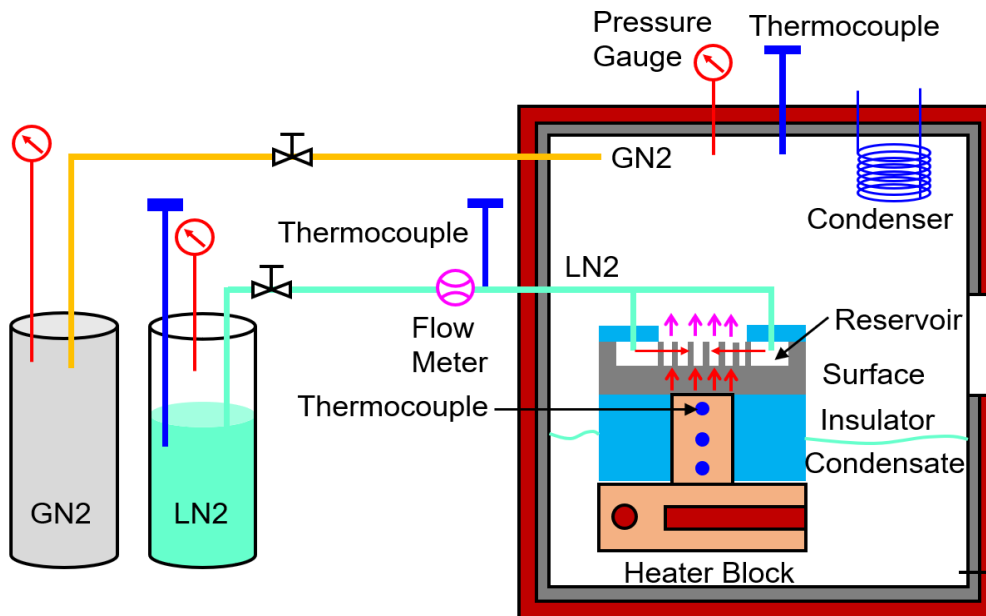 Pressure
Gauge
Thermocouple
GN2
Condenser
Thermocouple
LN2
Flow
Meter
Reservoir
Surface
Thermocouple
Insulator
Condensate
GN2
LN2
Heater Block